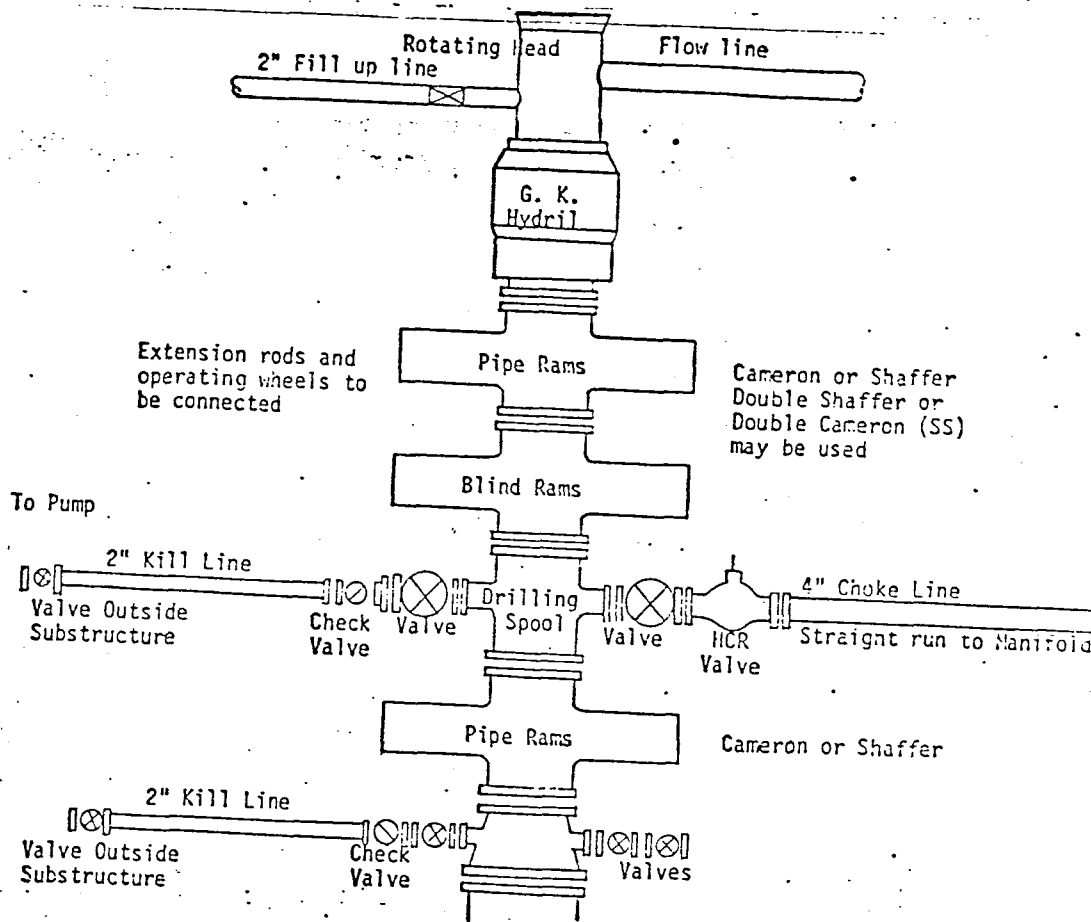 Rotating Head
Flow line
2" Fill up line
G. K.
Hydril
Extension rods and
operating wheels to
be connected
Pipe Rams
Cameron or Shaffer
Double Shaffer or
Double Cameron (SS)
may be used
Blind Rams
To Pump
2" Kill Line
Valve Outside
Substructure
Check
Valve
Valve
Drilling
Spool
Valve
HCR
Valve
4" Choke Line
Straight run to Manifold
Pipe Rams
Cameron or Shaffer
2" Kill Line
Valve Outside
Substructure
Check
Valve
Valves